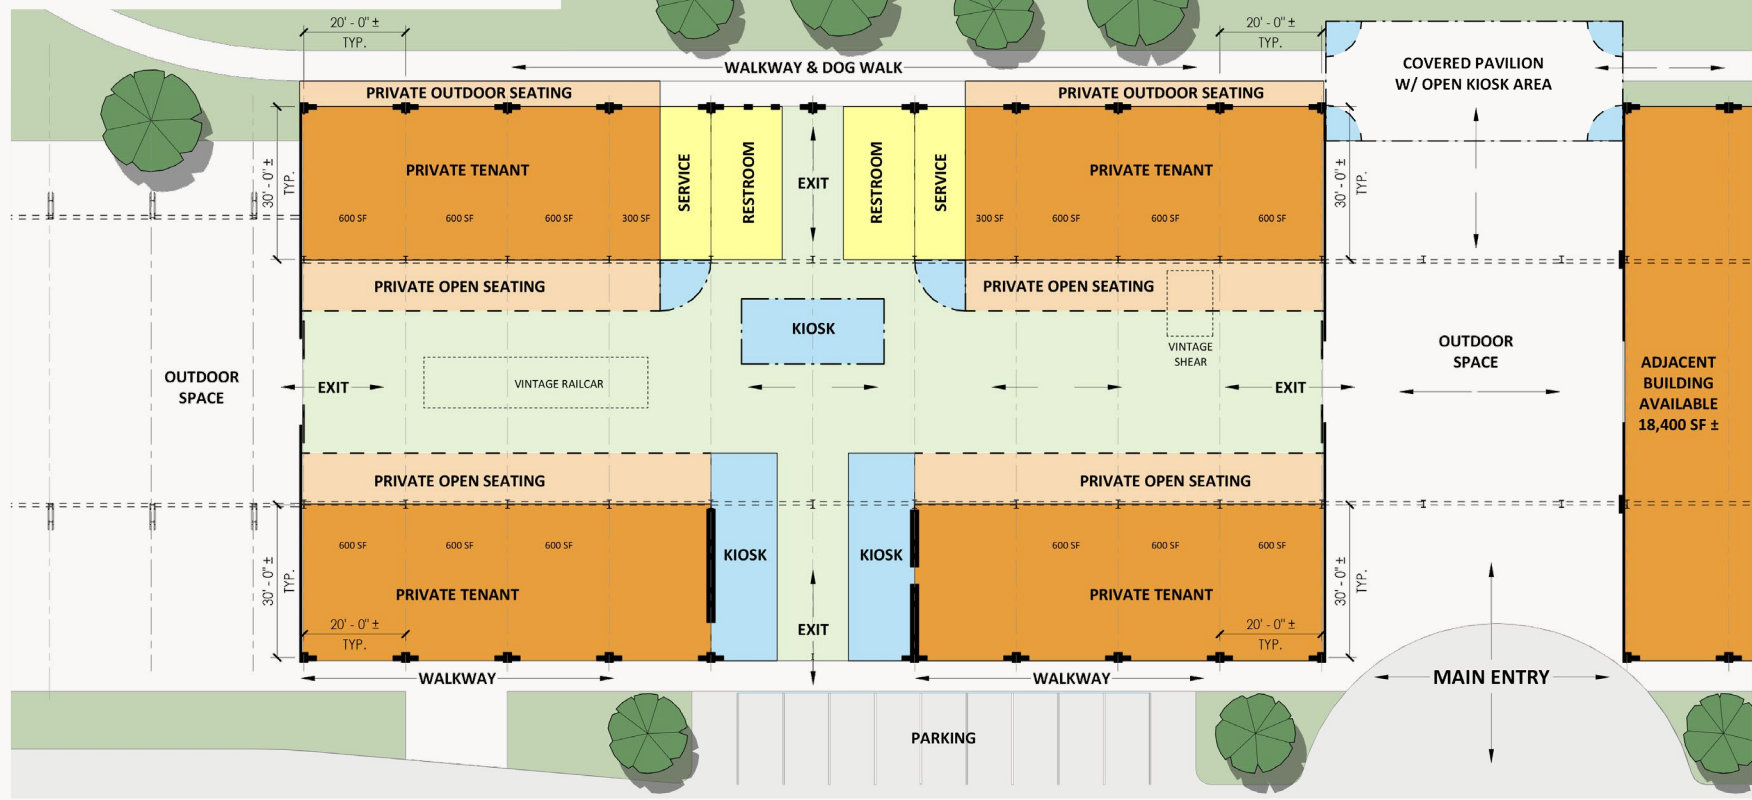 20' - 0" ±
TYP.
20' - 0" ±
TYP.
WALKWAY & DOG WALK
COVERED PAVILION
W/ OPEN KIOSK AREA
PRIVATE OUTDOOR SEATING
PRIVATE OUTDOOR SEATING
30' - 0" ±
TYP.
PRIVATE TENANT
600 SF
600 SF
600 SF
300 SF
SERVICE
RESTROOM
EXIT
RESTROOM
SERVICE
PRIVATE TENANT
300 SF
600 SF
600 SF
600 SF
30' - 0" ±
TYP.
PRIVATE OPEN SEATING
PRIVATE OPEN SEATING
KIOSK
VINTAGE
SHEAR
OUTDOOR
SPACE
EXIT
VINTAGE RAILCAR
EXIT
OUTDOOR
SPACE
ADJACENT
BUILDING
AVAILABLE
18,400 SF ±
PRIVATE OPEN SEATING
PRIVATE OPEN SEATING
30' - 0" ±
TYP.
600 SF
600 SF
600 SF
PRIVATE TENANT
20' - 0" ±
TYP.
KIOSK
KIOSK
EXIT
600 SF
600 SF
600 SF
PRIVATE TENANT
20' - 0" ±
TYP.
30' - 0" ±
TYP.
WALKWAY
WALKWAY
MAIN ENTRY
PARKING